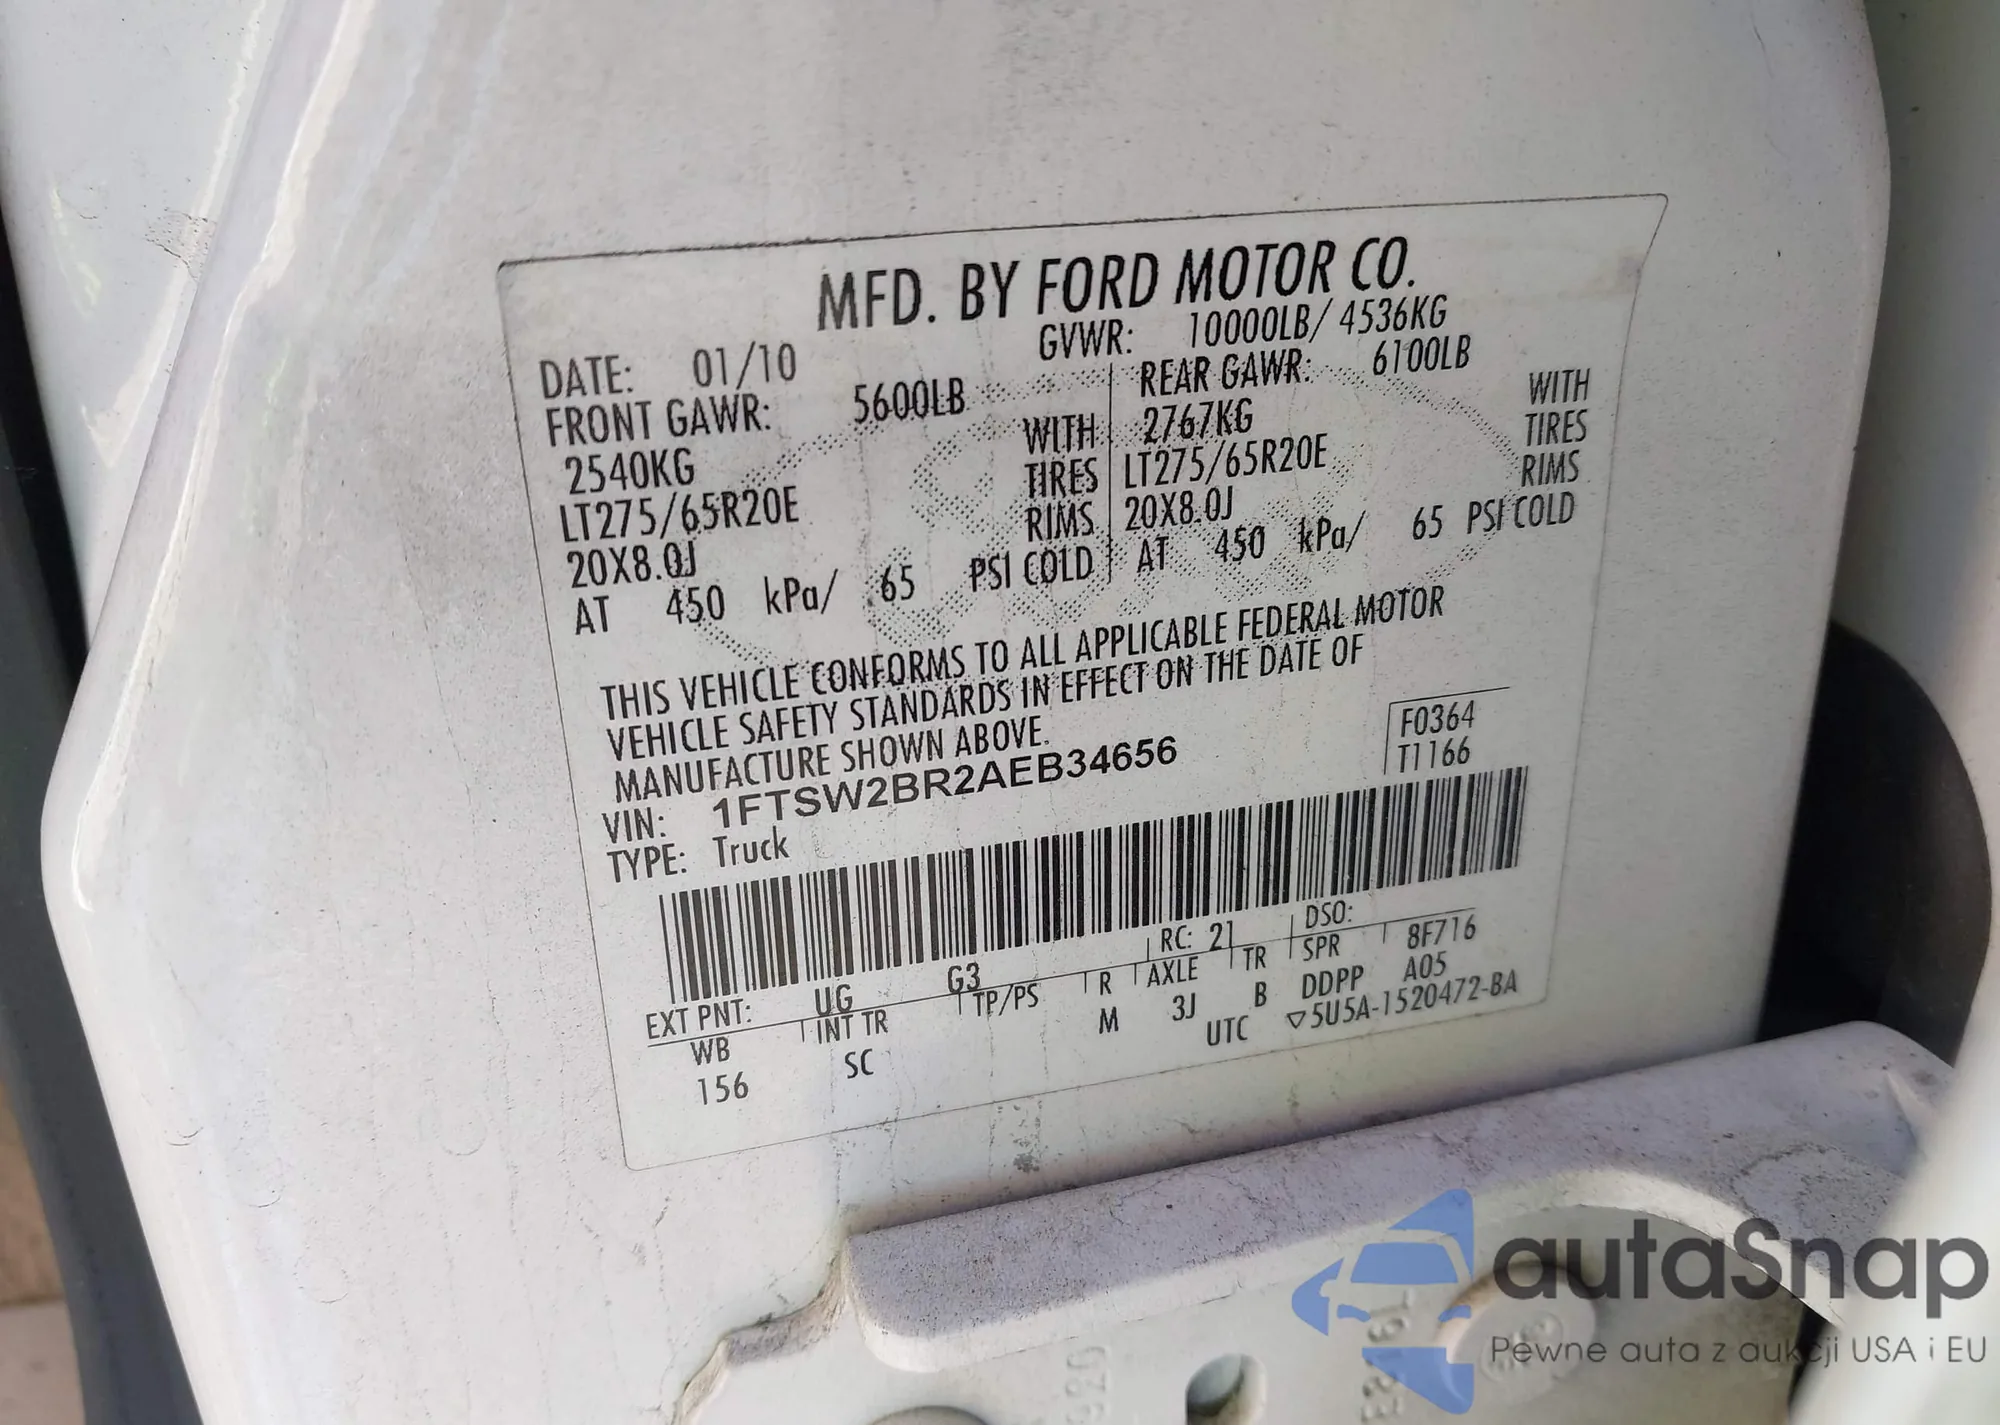 MFD. BY FORD MOTOR CO.
DATE: 01/10 GVWR: 10000LB/ 4536KG
FRONT GAWR: 5600LB REAR GAWR: 6100LB
2540KG WITH 2767KG WITH
LT275/65R20E TIRES LT275/65R20E TIRES
20X8.0J RIMS 20X8.0J RIMS
AT 450 kPa/ 65 PSI COLD AT 450 kPa/ 65 PSI COLD
THIS VEHICLE CONFORMS TO ALL APPLICABLE FEDERAL MOTOR
VEHICLE SAFETY STANDARDS IN EFFECT ON THE DATE OF
MANUFACTURE SHOWN ABOVE.
F0364
T1166
VIN: 1FTSW2BR2AEB34656
TYPE: Truck
EXT PNT: UG G3 RC: 21 DSO:
WB INT TR TP/PS R AXLE TR SPR 8F716
156 SC M 3J B DDPP A05
UTC ▽5U5A-1520472-BA
autaSnap
Pewne auta z aukcji USA i EU